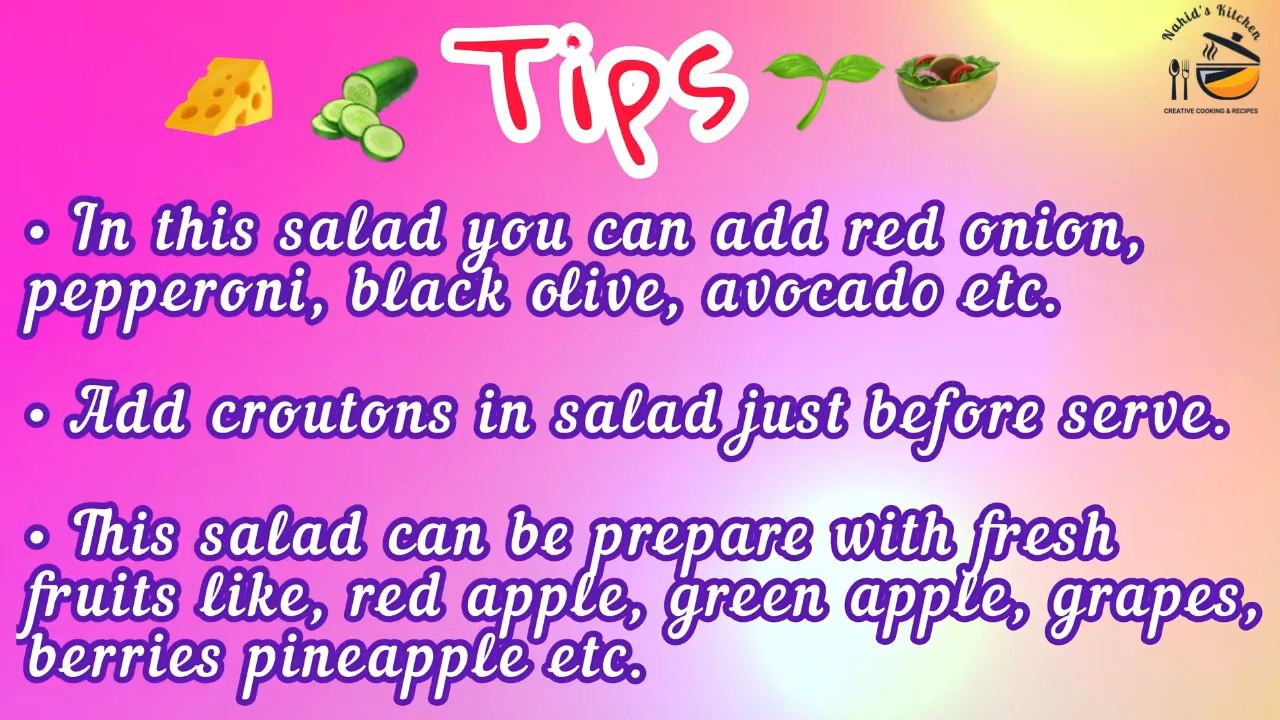 Tips
Nahid's Kitchen
CREATIVE COOKING & RECIPES
• In this salad you can add red onion,
pepperoni, black olive, avocado etc.
• Add croutons in salad just before serve.
• This salad can be prepare with fresh
fruits like, red apple, green apple, grapes,
berries pineapple etc.